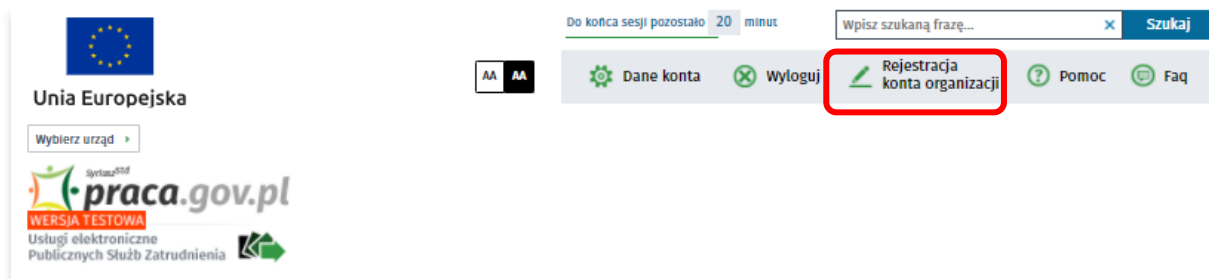 Do końca sesji pozostało 20 minut
Wpisz szukaną frazę... × Szukaj
AA AA
Dane konta
Wyloguj
Rejestracja
konta organizacji
? Pomoc
Faq
Unia Europejska
Wybierz urząd ›
Syriusz Std
praca.gov.pl
WERSJA TESTOWA
Usługi elektroniczne
Publicznych Służb Zatrudnienia